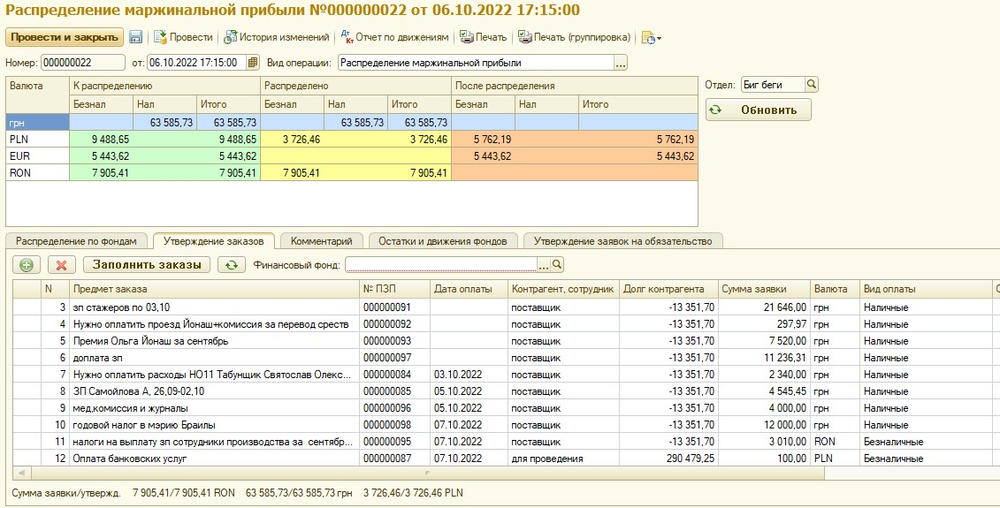 Распределение маржинальной прибыли №000000022 от 06.10.2022 17:15:00
Провести и закрыть Провести История изменений Дт Кт Отчет по движениям Печать Печать (группировка)
Номер: 000000022 от: 06.10.2022 17:15:00 Вид операции: Распределение маржинальной прибыли ...
Валюта К распределению Распределено После распределения Отдел: Биг беги
Безнал Нал Итого Безнал Нал Итого Безнал Нал Итого Обновить
грн 63 585,73 63 585,73 63 585,73 63 585,73
PLN 9 488,65 9 488,65 3 726,46 3 726,46 5 762,19 5 762,19
EUR 5 443,62 5 443,62 5 443,62 5 443,62
RON 7 905,41 7 905,41 7 905,41 7 905,41
Распределение по фондам Утверждение заказов Комментарий Остатки и движения фондов Утверждение заявок на обязательство
Заполнить заказы Финансовый фонд: ...
N Предмет заказа № ПЗП Дата оплаты Контрагент, сотрудник Долг контрагента Сумма заявки Валюта Вид оплаты
3 зп стажеров по 03,10 000000091 поставщик -13 351,70 21 646,00 грн Наличные
4 Нужно оплатить проезд Йонаш+комиссия за перевод среств 000000092 поставщик -13 351,70 297,97 грн Наличные
5 Премия Ольга Йонаш за сентябрь 000000093 поставщик -13 351,70 7 520,00 грн Наличные
6 доплата зп 000000097 поставщик -13 351,70 11 236,31 грн Наличные
7 Нужно оплатить расходы НО11 Табунщик Святослав Олекс... 000000084 03.10.2022 поставщик -13 351,70 2 340,00 грн Наличные
8 ЗП Самойлова А, 26,09-02,10 000000085 05.10.2022 поставщик -13 351,70 4 545,45 грн Наличные
9 мед,комиссия и журналы 000000096 05.10.2022 поставщик -13 351,70 4 000,00 грн Наличные
10 годовой налог в мэрию Браилы 000000098 07.10.2022 поставщик -13 351,70 12 000,00 грн Наличные
11 налоги на выплату зп сотрудники производства за сентябр... 000000095 07.10.2022 поставщик -13 351,70 3 010,00 RON Безналичные
12 Оплата банковских услуг 000000087 07.10.2022 для проведения 290 479,25 100,00 PLN Безналичные
Сумма заявки/утвержд. 7 905,41/7 905,41 RON 63 585,73/63 585,73 грн 3 726,46/3 726,46 PLN